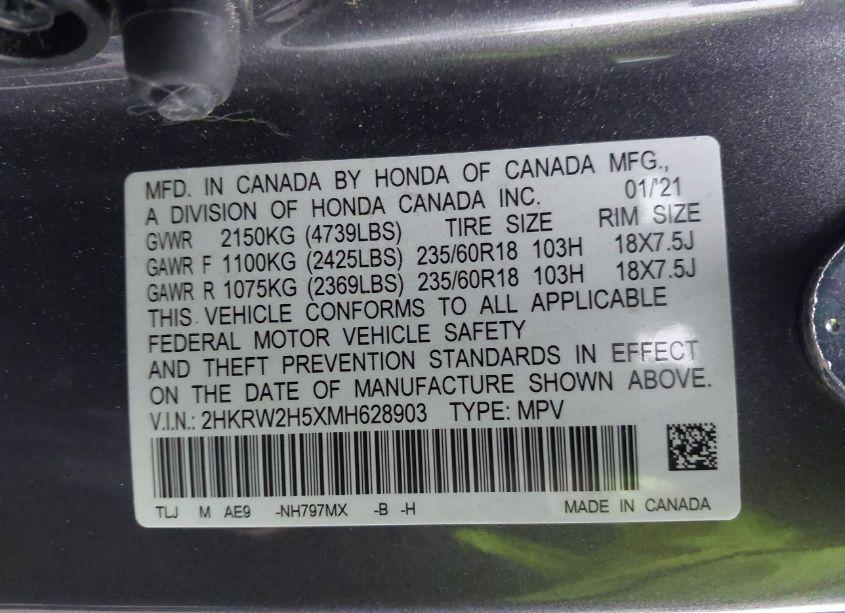 MFD. IN CANADA BY HONDA OF CANADA MFG.,
A DIVISION OF HONDA CANADA INC. 01/'21
GVWR 2150KG (4739LBS) TIRE SIZE RIM SIZE
GAWR F 1100KG (2425LBS) 235/60R18 103H 18X7.5J
GAWR R 1075KG (2369LBS) 235/60R18 103H 18X7.5J
THIS VEHICLE CONFORMS TO ALL APPLICABLE
FEDERAL MOTOR VEHICLE SAFETY
AND THEFT PREVENTION STANDARDS IN EFFECT
ON THE DATE OF MANUFACTURE SHOWN ABOVE.
V.I.N.: 2HKRW2H5XMH628903 TYPE: MPV
TLJ M AE9 -NH797MX -B -H MADE IN CANADA